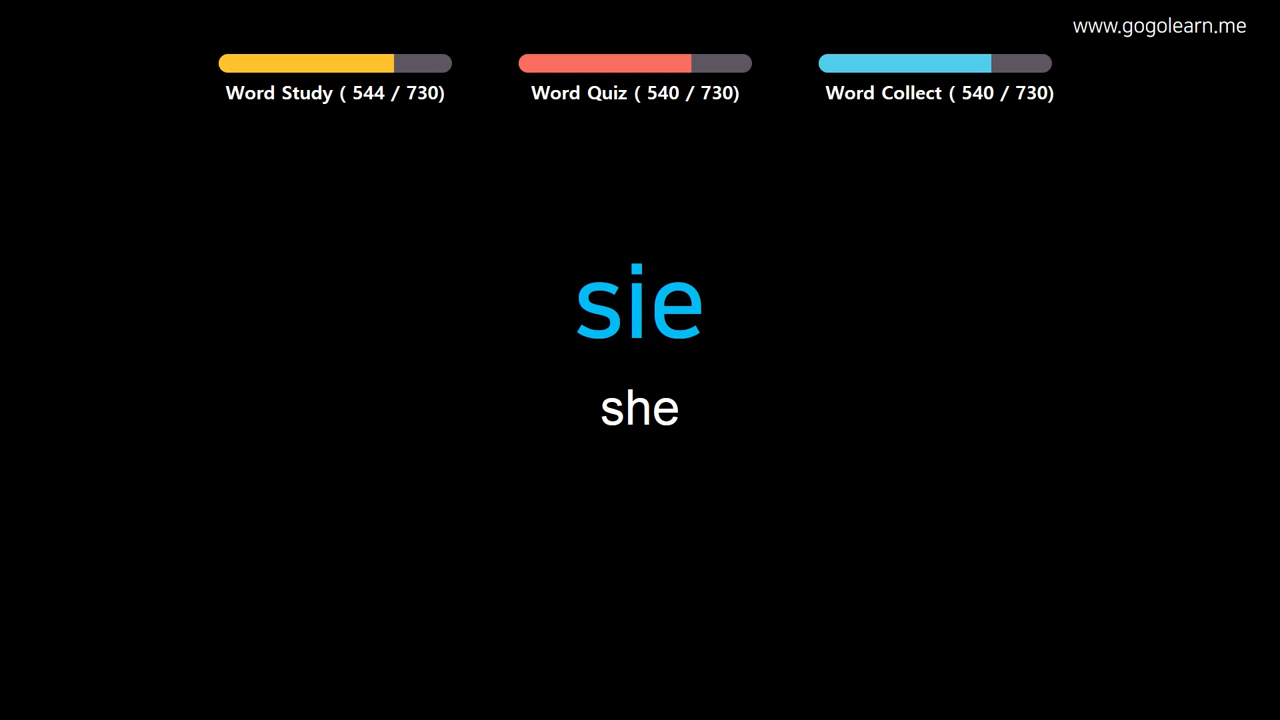 www.gogolearn.me
Word Study ( 544 / 730)
Word Quiz ( 540 / 730)
Word Collect ( 540 / 730)
sie
she